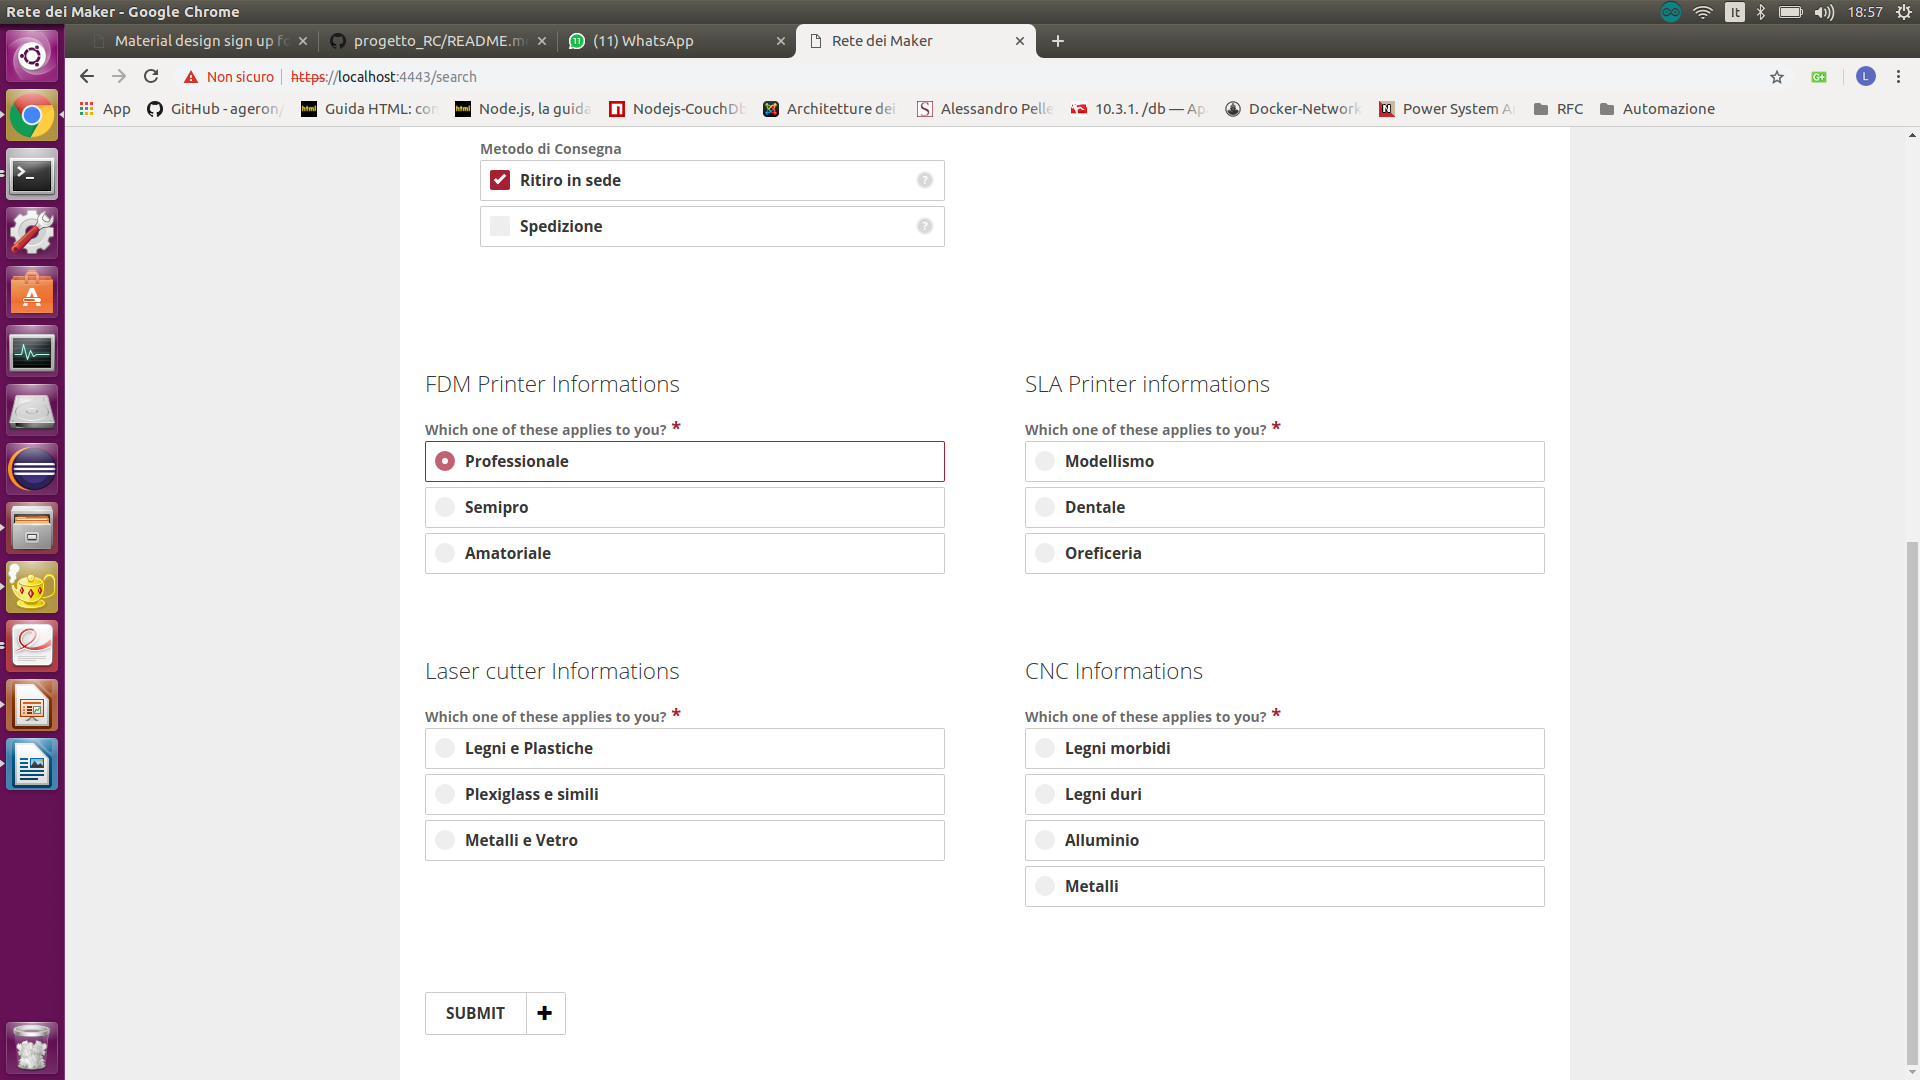 Rete dei Maker - Google Chrome
It
18:57
Material design sign up fo
progetto_RC/README.m
(11) WhatsApp
Rete dei Maker
Non sicuro
https://localhost:4443/search
App
GitHub - ageron/
Guida HTML: con
Node.js, la guida
Nodejs-CouchDb
Architetture dei
Alessandro Pelle
10.3.1. /db — Ap
Docker-Network
Power System A
RFC
Automazione
Metodo di Consegna
Ritiro in sede
?
Spedizione
?
FDM Printer Informations
Which one of these applies to you? *
Professionale
Semipro
Amatoriale
SLA Printer informations
Which one of these applies to you? *
Modellismo
Dentale
Oreficeria
Laser cutter Informations
Which one of these applies to you? *
Legni e Plastiche
Plexiglass e simili
Metalli e Vetro
CNC Informations
Which one of these applies to you? *
Legni morbidi
Legni duri
Alluminio
Metalli
SUBMIT